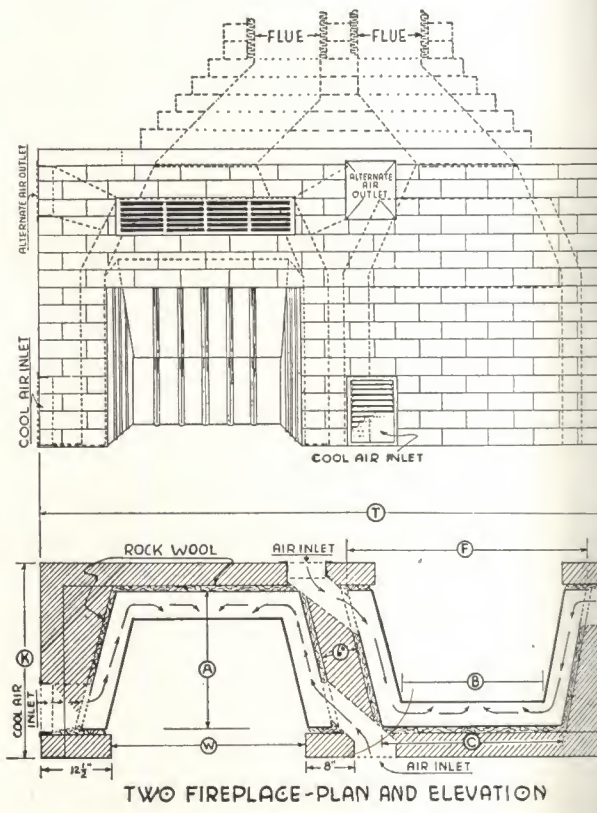 FLUE FLUE
ALTERNATE AIR OUTLET
ALTERNATE
AIR
OUTLET
COOL AIR INLET
COOL AIR INLET
T
ROCK WOOL
AIR INLET
F
K
A
6"
B
COOL AIR
INLET
W
C
12½"
8"
AIR INLET
TWO FIREPLACE-PLAN AND ELEVATION